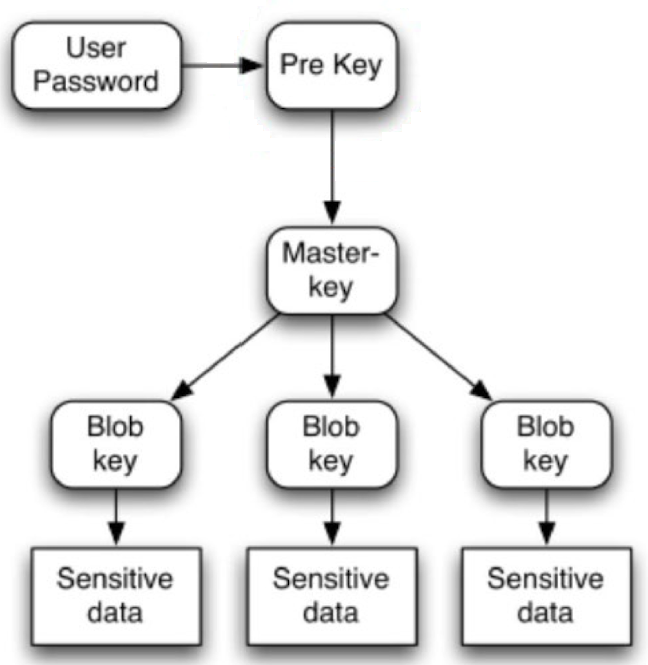 User
Password
Pre Key
Master-
key
Blob
key
Blob
key
Blob
key
Sensitive
data
Sensitive
data
Sensitive
data